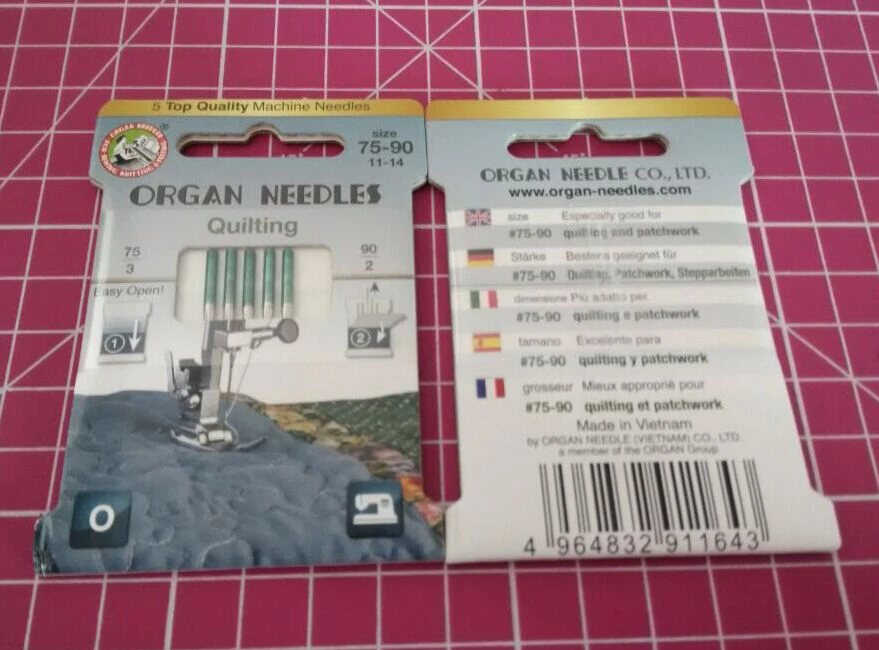 5 Top Quality Machine Needles
ORGAN NEEDLES
size
75-90
11-14
ORGAN NEEDLES
Quilting
75
3
90
2
Easy Open!
1
2
O
ORGAN NEEDLE CO., LTD.
www.organ-needles.com
size Especially good for
#75-90 quilting and patchwork
Stärke Bestens geeignet für
#75-90 Quilting, Patchwork, Stepparbeiten
dimensione Più adatto per
#75-90 quilting e patchwork
tamano Excelento para
#75-90 quilting y patchwork
grosseur Mieux approprié pour
#75-90 quilting et patchwork
Made in Vietnam
by ORGAN NEEDLE (VIETNAM) CO., LTD.
a member of the ORGAN Group
4 964832 911643